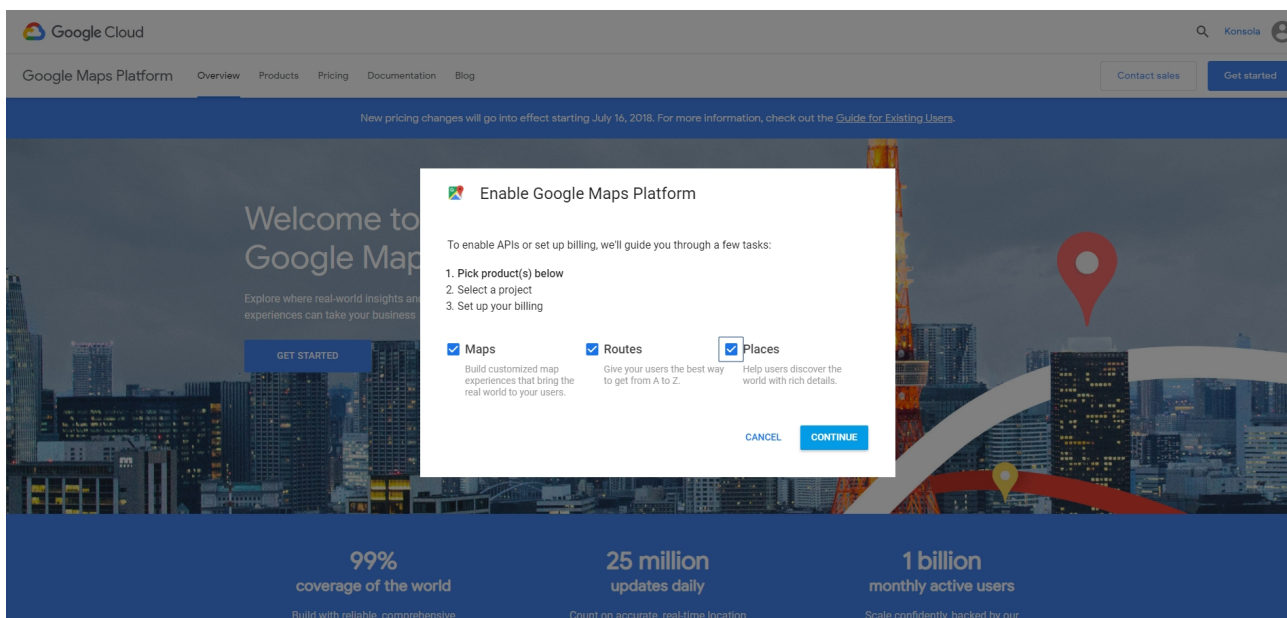 Google Cloud
Konsola
Google Maps Platform Overview Products Pricing Documentation Blog
Contact sales
Get started
New pricing changes will go into effect starting July 16, 2018. For more information, check out the Guide for Existing Users.
Welcome to
Google Map
Explore where real-world insights and
experiences can take your business
GET STARTED
Enable Google Maps Platform
To enable APIs or set up billing, we'll guide you through a few tasks:
1. Pick product(s) below
2. Select a project
3. Set up your billing
Maps
Build customized map
experiences that bring the
real world to your users.
Routes
Give your users the best way
to get from A to Z.
Places
Help users discover the
world with rich details.
CANCEL
CONTINUE
99%
coverage of the world
Build with reliable, comprehensive
25 million
updates daily
Count on accurate, real-time location
1 billion
monthly active users
Scale confidently, backed by our